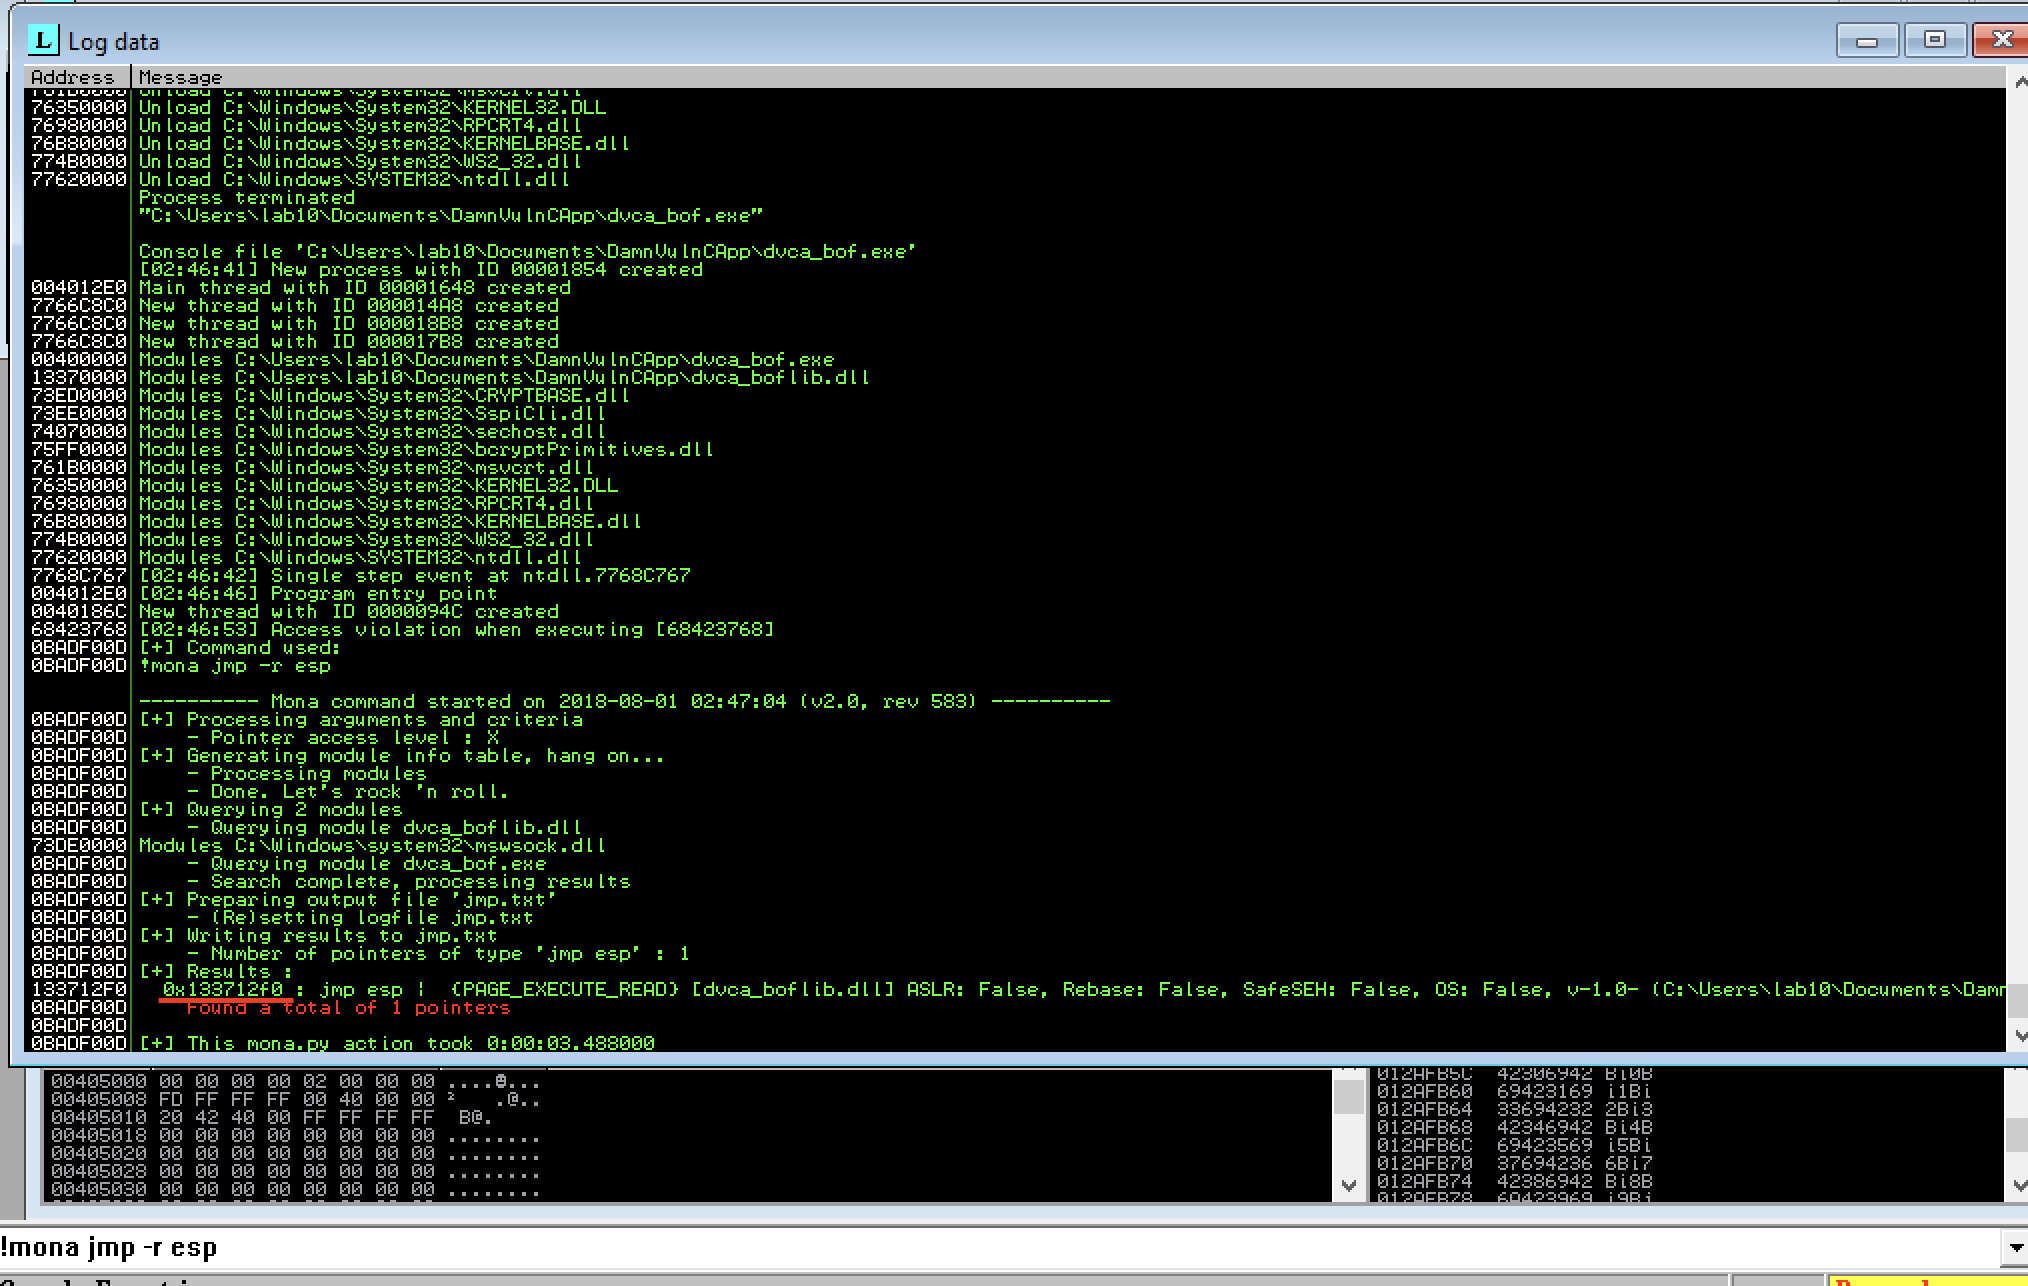 L Log data
Address Message
76350000 Unload C:\Windows\System32\KERNEL32.DLL
76980000 Unload C:\Windows\System32\RPCRT4.dll
76B80000 Unload C:\Windows\System32\KERNELBASE.dll
774B0000 Unload C:\Windows\System32\WS2_32.dll
77620000 Unload C:\Windows\SYSTEM32\ntdll.dll
Process terminated
"C:\Users\lab10\Documents\DamnVulnCApp\dvca_bof.exe"
Console file 'C:\Users\lab10\Documents\DamnVulnCApp\dvca_bof.exe'
[02:46:41] New process with ID 00001854 created
004012E0 Main thread with ID 00001648 created
7766C8C0 New thread with ID 000014A8 created
7766C8C0 New thread with ID 000018B8 created
7766C8C0 New thread with ID 000017B8 created
00400000 Modules C:\Users\lab10\Documents\DamnVulnCApp\dvca_bof.exe
13370000 Modules C:\Users\lab10\Documents\DamnVulnCApp\dvca_boflib.dll
73ED0000 Modules C:\Windows\System32\CRYPTBASE.dll
73EE0000 Modules C:\Windows\System32\SspiCli.dll
74070000 Modules C:\Windows\System32\sechost.dll
75FF0000 Modules C:\Windows\System32\bcryptPrimitives.dll
761B0000 Modules C:\Windows\System32\msvcrt.dll
76350000 Modules C:\Windows\System32\KERNEL32.DLL
76980000 Modules C:\Windows\System32\RPCRT4.dll
76B80000 Modules C:\Windows\System32\KERNELBASE.dll
774B0000 Modules C:\Windows\System32\WS2_32.dll
77620000 Modules C:\Windows\SYSTEM32\ntdll.dll
7768C767 [02:46:42] Single step event at ntdll.7768C767
004012E0 [02:46:46] Program entry point
0040186C New thread with ID 0000094C created
68423768 [02:46:53] Access violation when executing [68423768]
0BADF00D [+] Command used:
0BADF00D !mona jmp -r esp
---------- Mona command started on 2018-08-01 02:47:04 (v2.0, rev 583) ----------
0BADF00D [+] Processing arguments and criteria
0BADF00D - Pointer access level : X
0BADF00D [+] Generating module info table, hang on...
0BADF00D - Processing modules
0BADF00D - Done. Let's rock 'n roll.
0BADF00D [+] Querying 2 modules
0BADF00D - Querying module dvca_boflib.dll
73DE0000 Modules C:\Windows\system32\mswsock.dll
0BADF00D - Querying module dvca_bof.exe
0BADF00D - Search complete, processing results
0BADF00D [+] Preparing output file 'jmp.txt'
0BADF00D - (Re)setting logfile jmp.txt
0BADF00D [+] Writing results to jmp.txt
0BADF00D - Number of pointers of type 'jmp esp' : 1
0BADF00D [+] Results :
133712F0 0x133712f0 : jmp esp | {PAGE_EXECUTE_READ} [dvca_boflib.dll] ASLR: False, Rebase: False, SafeSEH: False, OS: False, v-1.0- (C:\Users\lab10\Documents\Damn
0BADF00D Found a total of 1 pointers
0BADF00D
0BADF00D [+] This mona.py action took 0:00:03.488000
00405000 00 00 00 00 02 00 00 00 ....☻...
00405008 FD FF FF FF 00 40 00 00 ² .@..
00405010 20 42 40 00 FF FF FF FF B@.
00405018 00 00 00 00 00 00 00 00 ........
00405020 00 00 00 00 00 00 00 00 ........
00405028 00 00 00 00 00 00 00 00 ........
00405030 00 00 00 00 00 00 00 00 ........
012AFB5C 42306942 Bi0B
012AFB60 69423169 i1Bi
012AFB64 33694232 2Bi3
012AFB68 42346942 Bi4B
012AFB6C 69423569 i5Bi
012AFB70 37694236 6Bi7
012AFB74 42386942 Bi8B
012AFB78 6A423969 i9Bj
!mona jmp -r esp